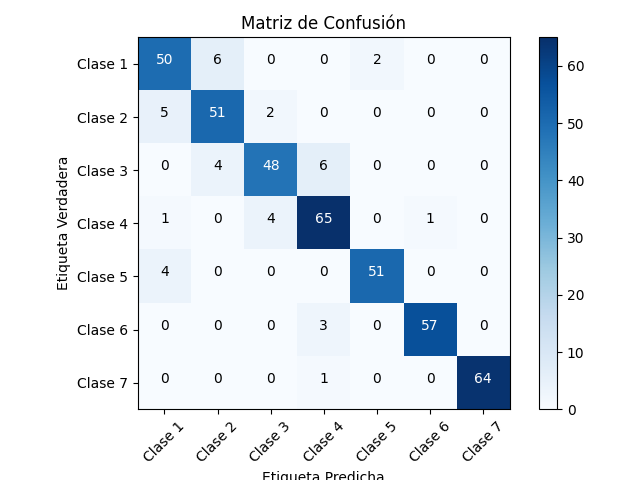 Matriz de Confusión
Etiqueta Verdadera
Clase 1 50 6 0 0 2 0 0
Clase 2 5 51 2 0 0 0 0
Clase 3 0 4 48 6 0 0 0
Clase 4 1 0 4 65 0 1 0
Clase 5 4 0 0 0 51 0 0
Clase 6 0 0 0 3 0 57 0
Clase 7 0 0 0 1 0 0 64
Clase 1 Clase 2 Clase 3 Clase 4 Clase 5 Clase 6 Clase 7
Etiqueta Predicha
60
50
40
30
20
10
0